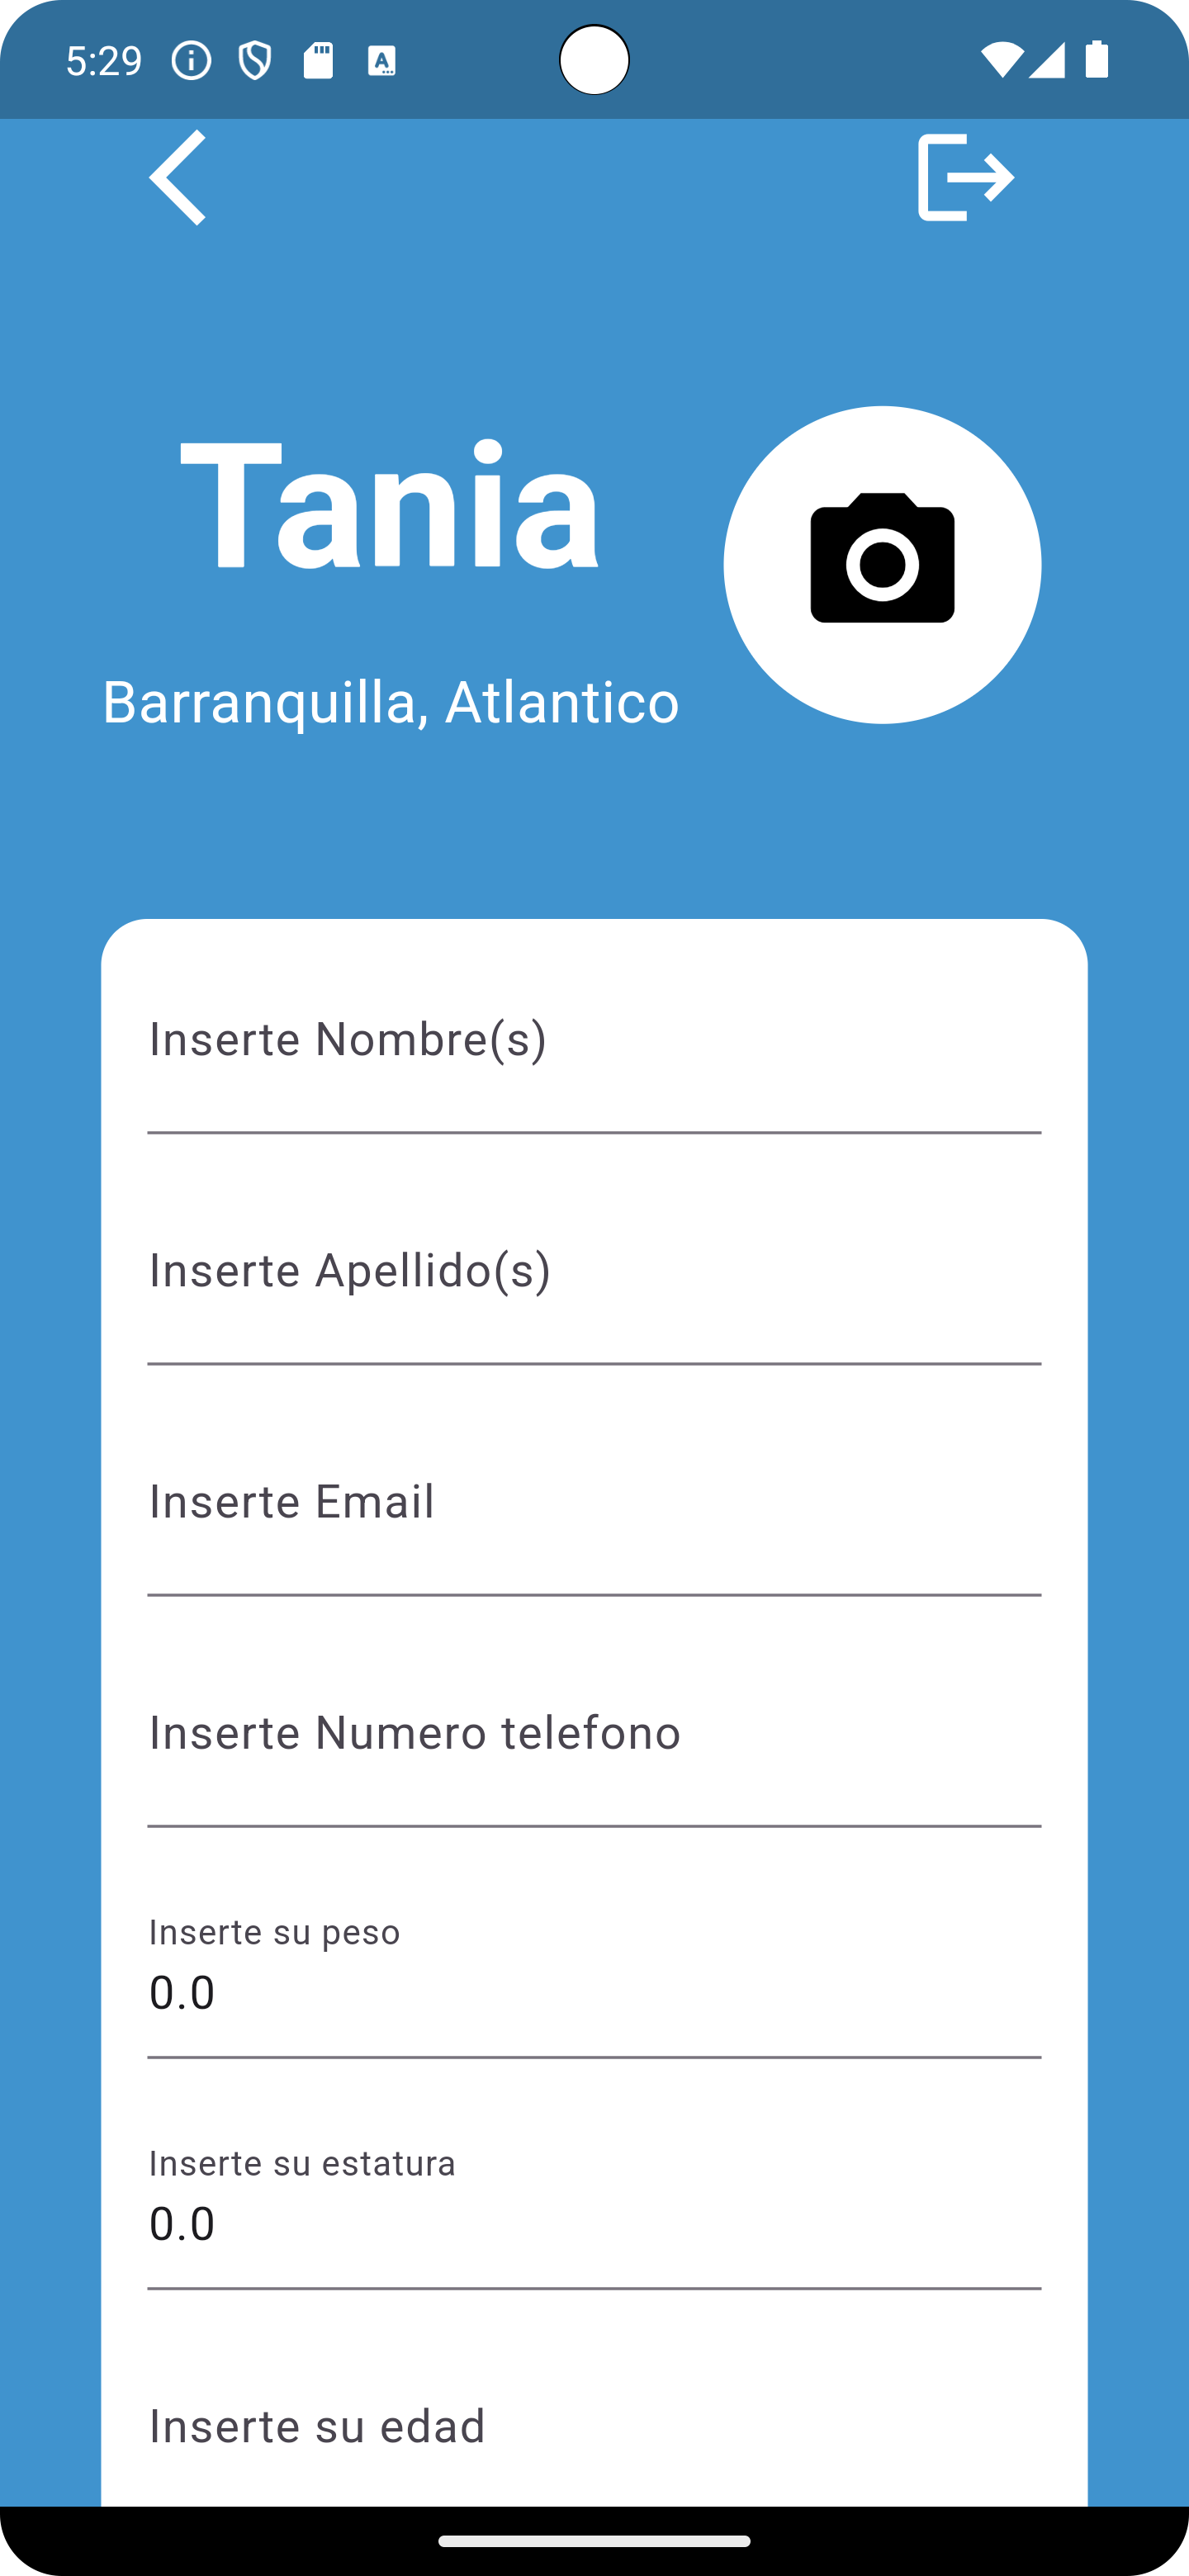 5:29
Tania
Barranquilla, Atlantico
Inserte Nombre(s)
Inserte Apellido(s)
Inserte Email
Inserte Numero telefono
Inserte su peso
0.0
Inserte su estatura
0.0
Inserte su edad